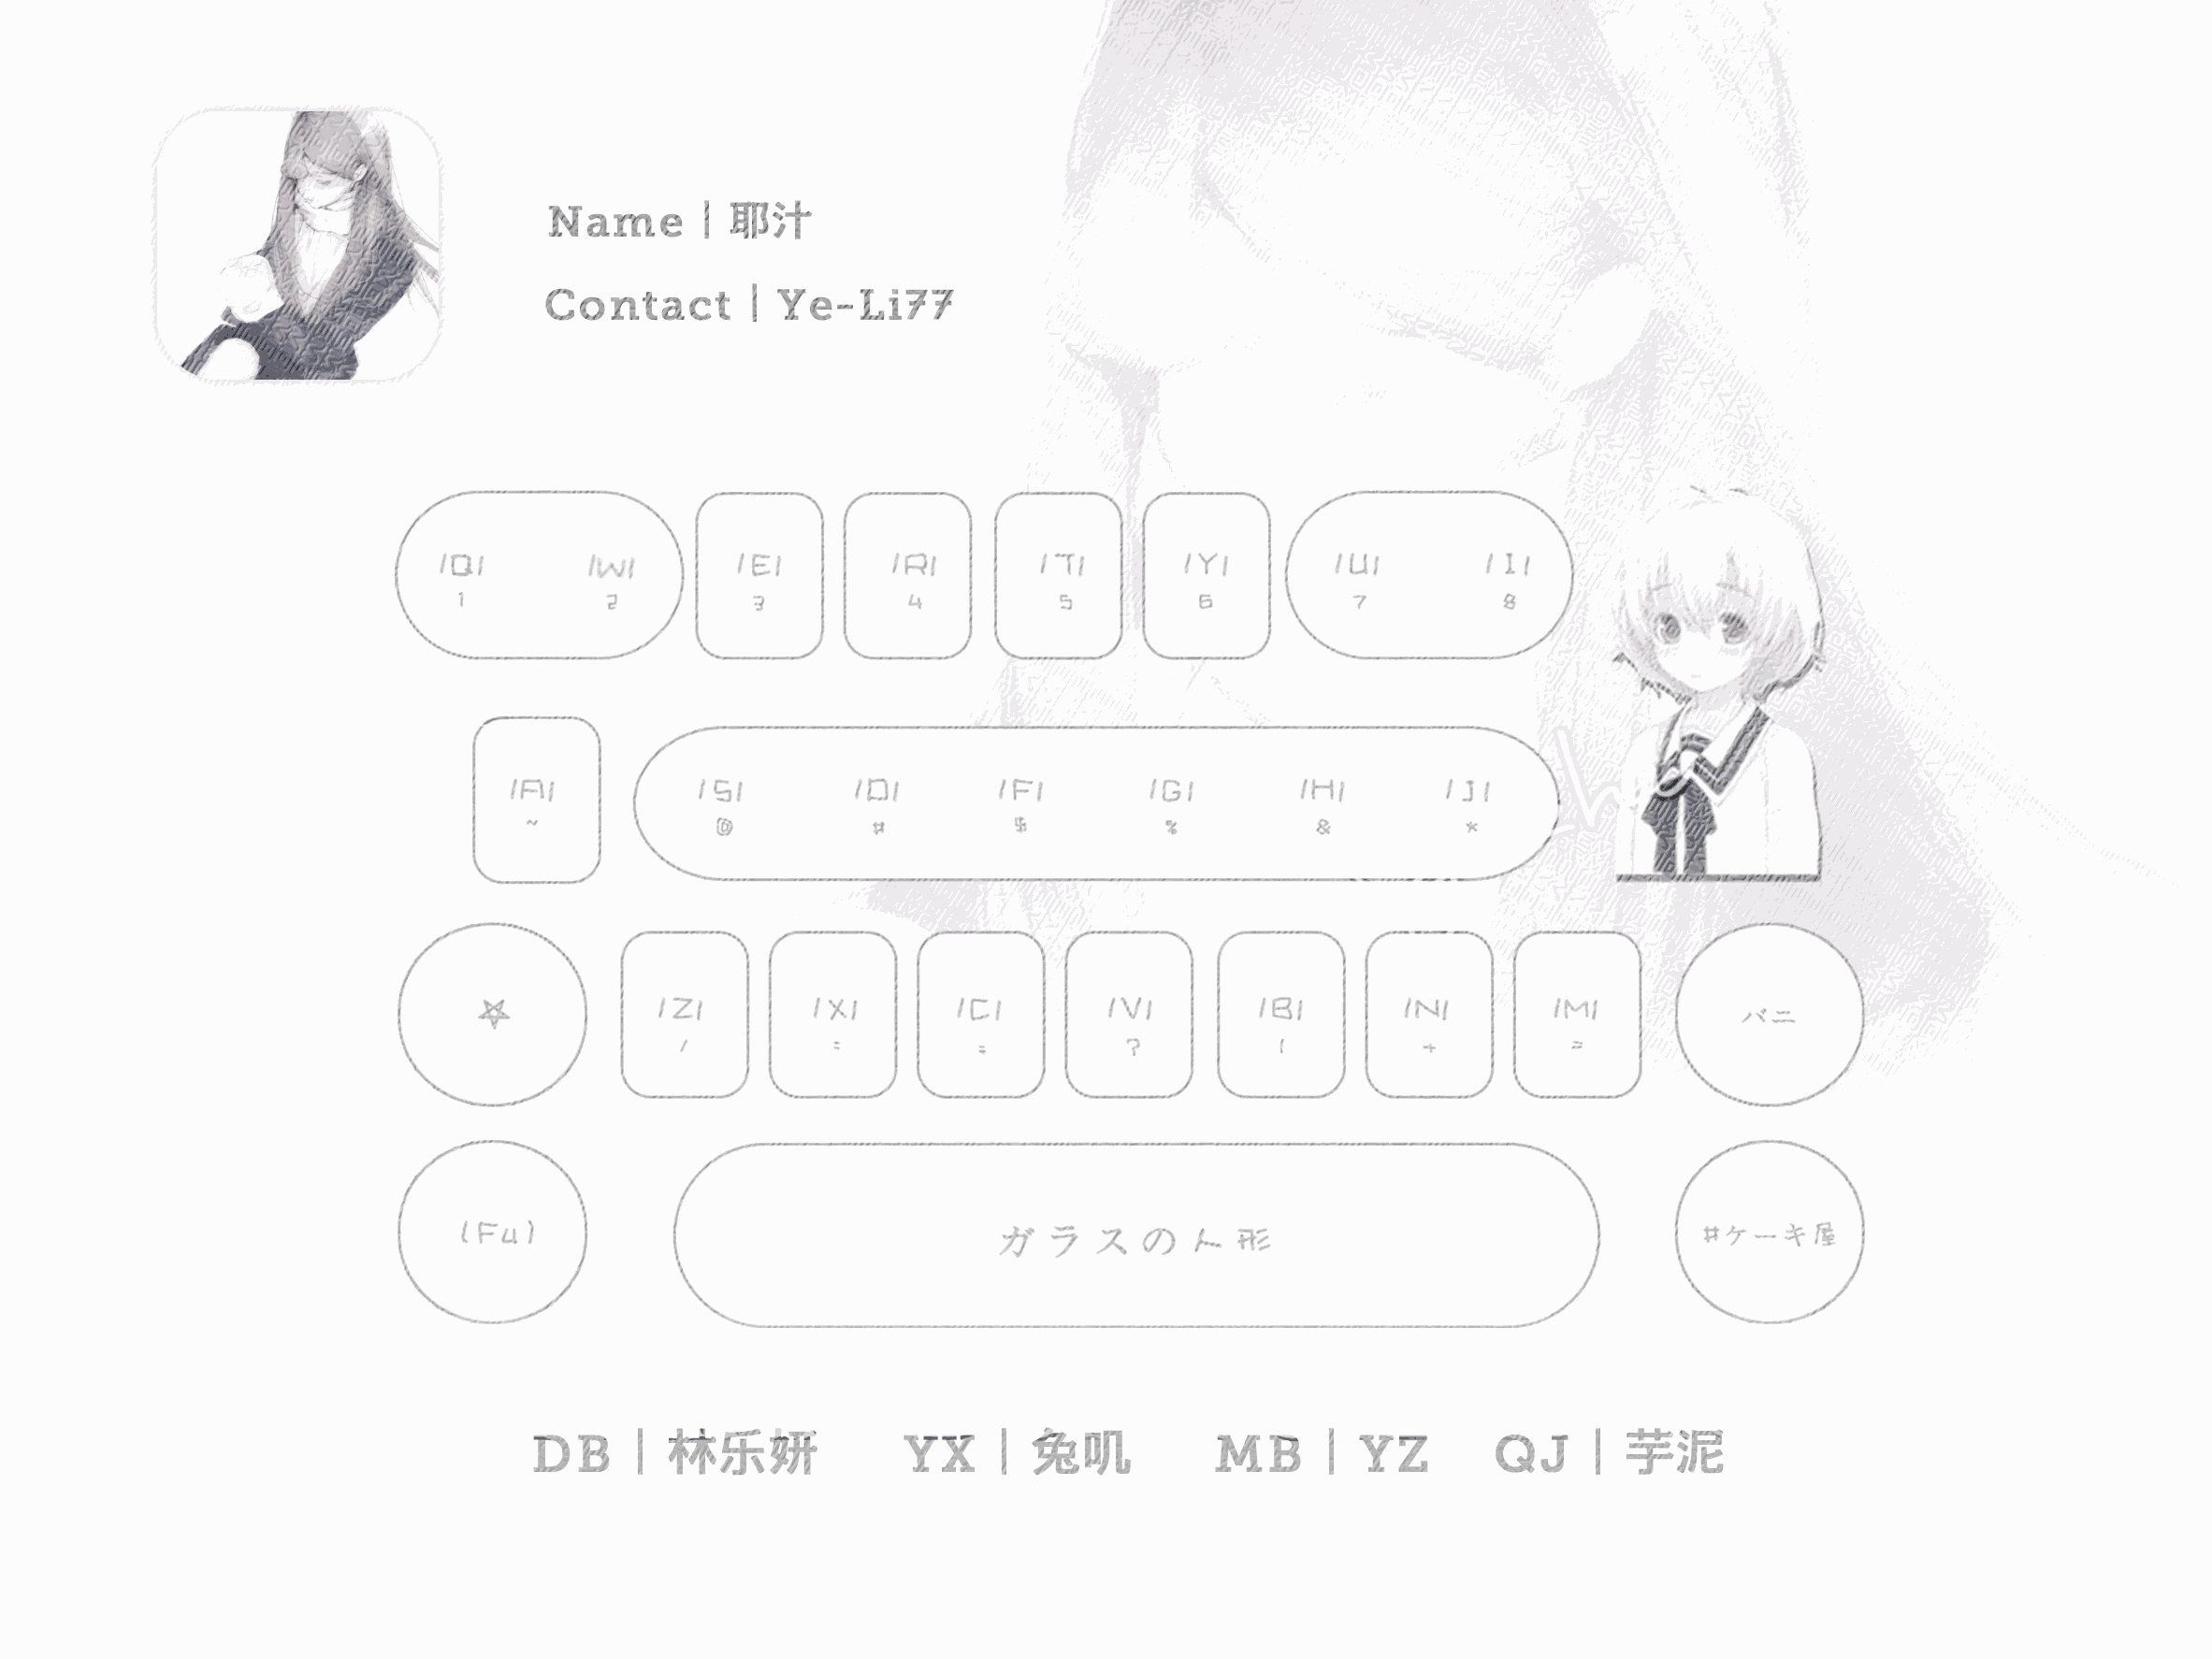 Name | 耶汁
Contact | Ye-Li77
/Q/ /W/ /E/ /R/ /T/ /Y/ /U/ /I/
1 2 3 4 5 6 7 8
/A/ /S/ /D/ /F/ /G/ /H/ /J/
~ @ # $ % & *
/Z/ /X/ /C/ /V/ /B/ /N/ /M/ バニ
/ : ; ? ( + =
(Fu) ガラスの人形 #ケーキ屋
DB | 林乐妍 YX | 兔叽 MB | YZ QJ | 芋泥